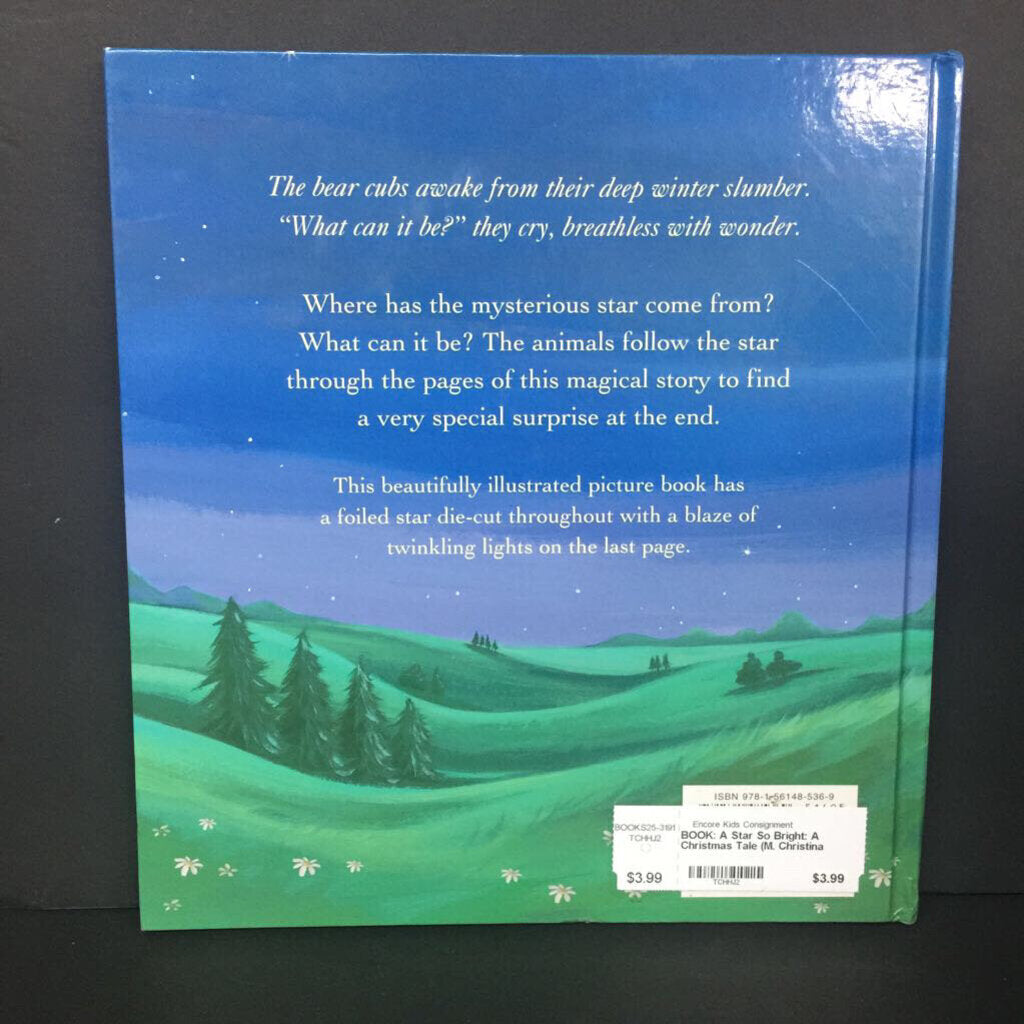 The bear cubs awake from their deep winter slumber.
“What can it be?” they cry, breathless with wonder.
Where has the mysterious star come from?
What can it be? The animals follow the star
through the pages of this magical story to find
a very special surprise at the end.
This beautifully illustrated picture book has
a foiled star die-cut throughout with a blaze of
twinkling lights on the last page.
ISBN 978-1-56148-536-9
BOOKS25-3191
TCHHJ2
$3.99
Encore Kids Consignment
BOOK: A Star So Bright: A
Christmas Tale (M. Christina
TCHHJ2
$3.99